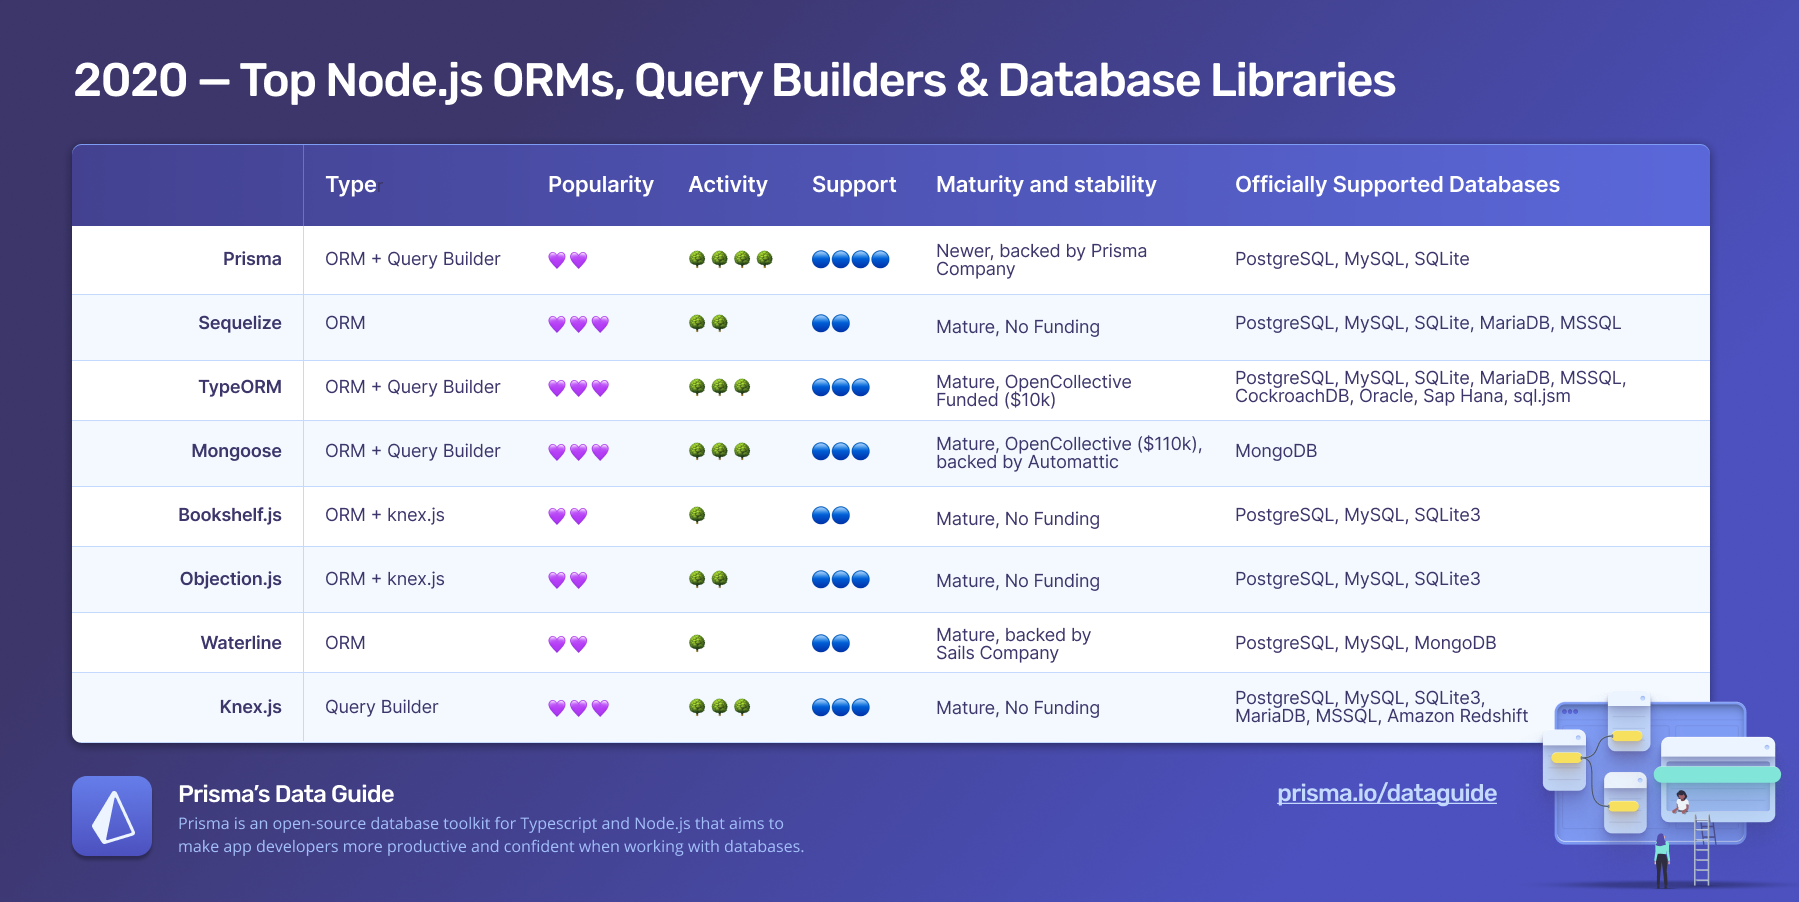 2020 — Top Node.js ORMs, Query Builders & Database Libraries
Type Popularity Activity Support Maturity and stability Officially Supported Databases
Prisma ORM + Query Builder 💜💜 🌳🌳🌳🌳 🔵🔵🔵🔵 Newer, backed by Prisma
Company PostgreSQL, MySQL, SQLite
Sequelize ORM 💜💜💜 🌳🌳 🔵🔵 Mature, No Funding PostgreSQL, MySQL, SQLite, MariaDB, MSSQL
TypeORM ORM + Query Builder 💜💜💜 🌳🌳🌳 🔵🔵🔵 Mature, OpenCollective
Funded ($10k) PostgreSQL, MySQL, SQLite, MariaDB, MSSQL,
CockroachDB, Oracle, Sap Hana, sql.jsm
Mongoose ORM + Query Builder 💜💜💜 🌳🌳🌳 🔵🔵🔵 Mature, OpenCollective ($110k),
backed by Automattic MongoDB
Bookshelf.js ORM + knex.js 💜💜 🌳 🔵🔵 Mature, No Funding PostgreSQL, MySQL, SQLite3
Objection.js ORM + knex.js 💜💜 🌳🌳 🔵🔵🔵 Mature, No Funding PostgreSQL, MySQL, SQLite3
Waterline ORM 💜💜 🌳 🔵🔵 Mature, backed by
Sails Company PostgreSQL, MySQL, MongoDB
Knex.js Query Builder 💜💜💜 🌳🌳🌳 🔵🔵🔵 Mature, No Funding PostgreSQL, MySQL, SQLite3,
MariaDB, MSSQL, Amazon Redshift
Prisma’s Data Guide
Prisma is an open-source database toolkit for Typescript and Node.js that aims to
make app developers more productive and confident when working with databases.
prisma.io/dataguide